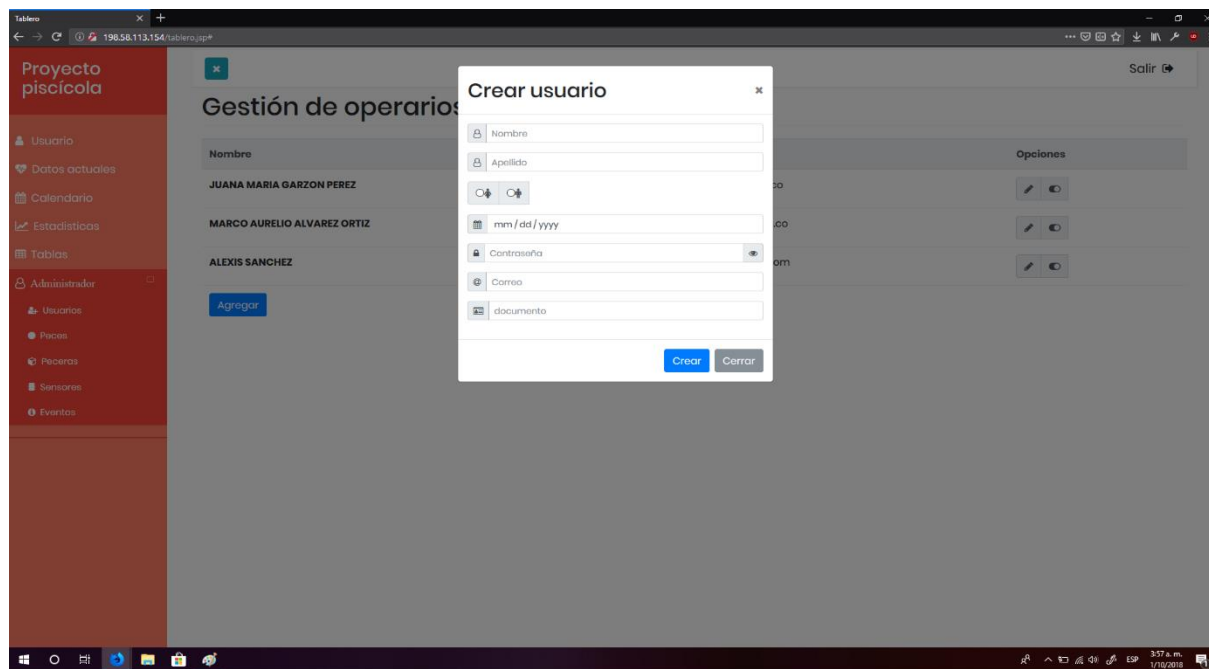 Tablero
198.58.113.154/tablero.jsp#
Proyecto
piscícola
Salir
Usuario
Datos actuales
Calendario
Estadísticas
Tablas
Administrador
Usuarios
Peces
Peceras
Sensores
Eventos
Gestión de operarios
Nombre
Opciones
JUANA MARIA GARZON PEREZ
MARCO AURELIO ALVAREZ ORTIZ
.co
ALEXIS SANCHEZ
om
Agregar
Crear usuario
Nombre
Apellido
mm / dd / yyyy
Contraseña
Correo
documento
Crear Cerrar
ESP
3:57 a. m.
1/10/2018